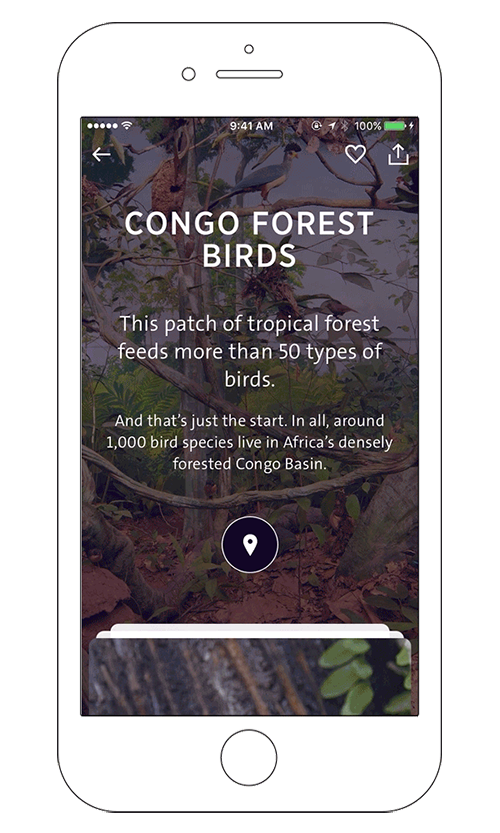 9:41 AM
100%
CONGO FOREST
BIRDS
This patch of tropical forest
feeds more than 50 types of
birds.
And that’s just the start. In all, around
1,000 bird species live in Africa’s densely
forested Congo Basin.